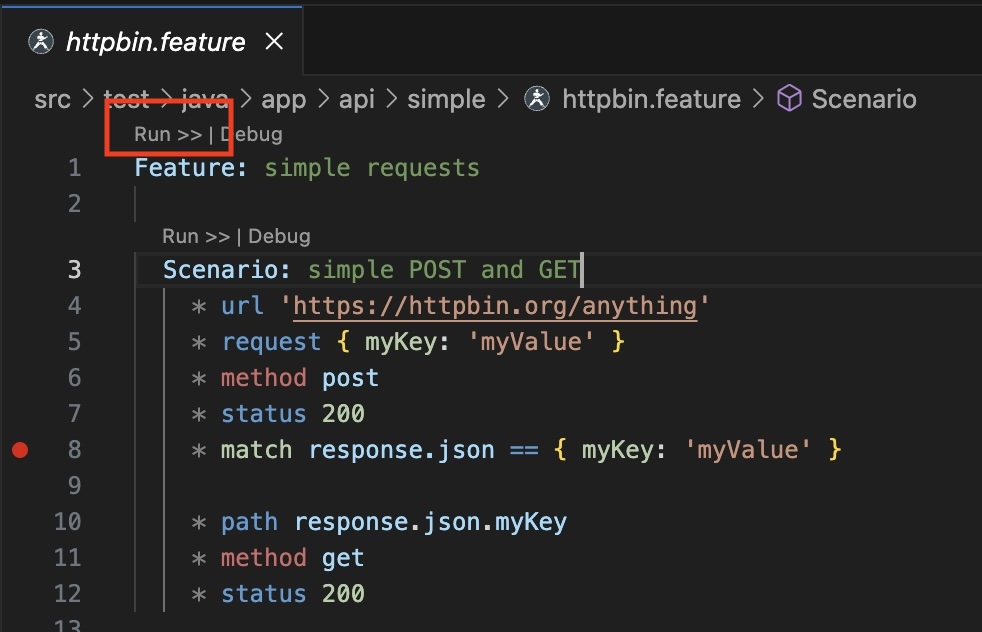 httpbin.feature ×
src > test > java > app > api > simple > httpbin.feature > Scenario
Run >> | Debug
1 Feature: simple requests
2
Run >> | Debug
3 Scenario: simple POST and GET
4 * url 'https://httpbin.org/anything'
5 * request { myKey: 'myValue' }
6 * method post
7 * status 200
8 * match response.json == { myKey: 'myValue' }
9
10 * path response.json.myKey
11 * method get
12 * status 200
13